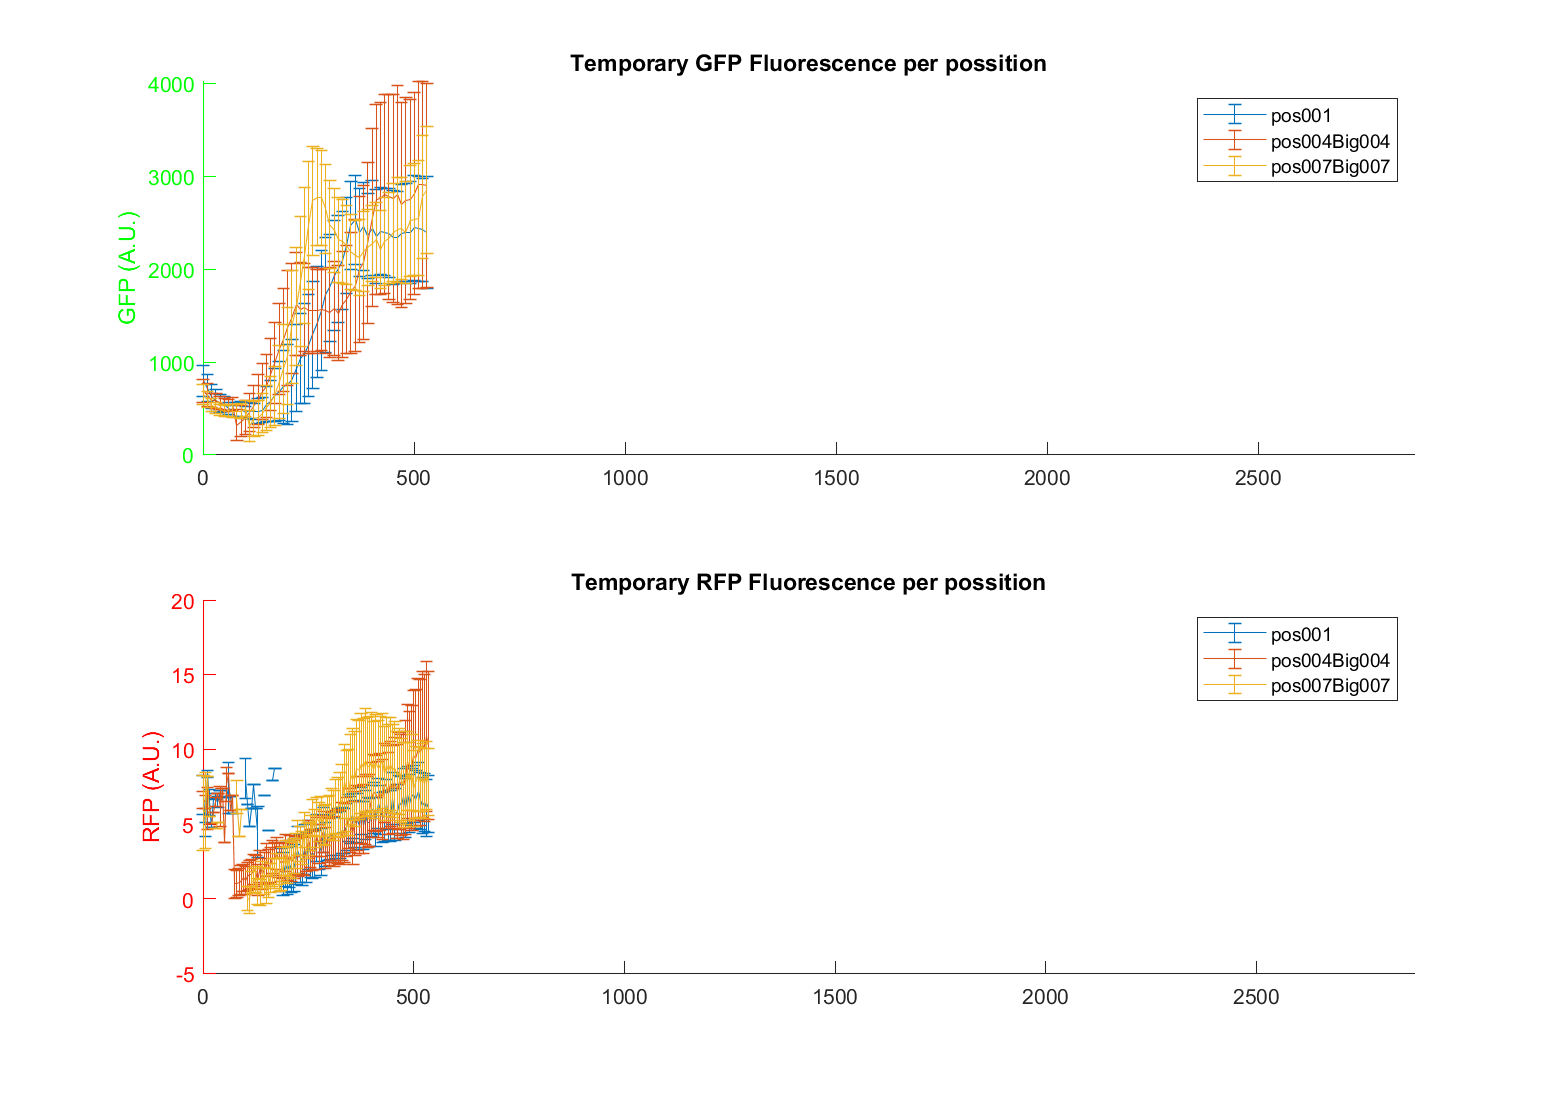 Temporary GFP Fluorescence per possition
4000
3000
2000
1000
0
GFP (A.U.)
pos001
pos004Big004
pos007Big007
0 500 1000 1500 2000 2500
Temporary RFP Fluorescence per possition
20
15
10
5
0
-5
RFP (A.U.)
pos001
pos004Big004
pos007Big007
0 500 1000 1500 2000 2500